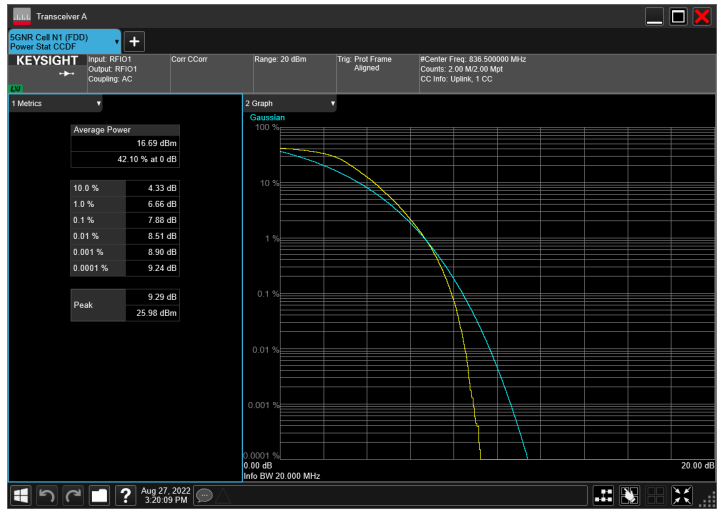 Transceiver A
5GNR Cell N1 (FDD)
Power Stat CCDF
KEYSIGHT
LXI
Input: RFIO1
Output: RFIO1
Coupling: AC
Corr CCorr
Range: 20 dBm
Trig: Prot Frame
Aligned
#Center Freq: 836.500000 MHz
Counts: 2.00 M/2.00 Mpt
CC Info: Uplink, 1 CC
1 Metrics
Average Power
16.69 dBm
42.10 % at 0 dB
10.0 % 4.33 dB
1.0 % 6.66 dB
0.1 % 7.88 dB
0.01 % 8.51 dB
0.001 % 8.90 dB
0.0001 % 9.24 dB
Peak
9.29 dB
25.98 dBm
2 Graph
Gaussian
100 %
10 %
1 %
0.1 %
0.01 %
0.001 %
0.0001 %
0.00 dB 20.00 dB
Info BW 20.000 MHz
?
Aug 27, 2022
3:20:09 PM